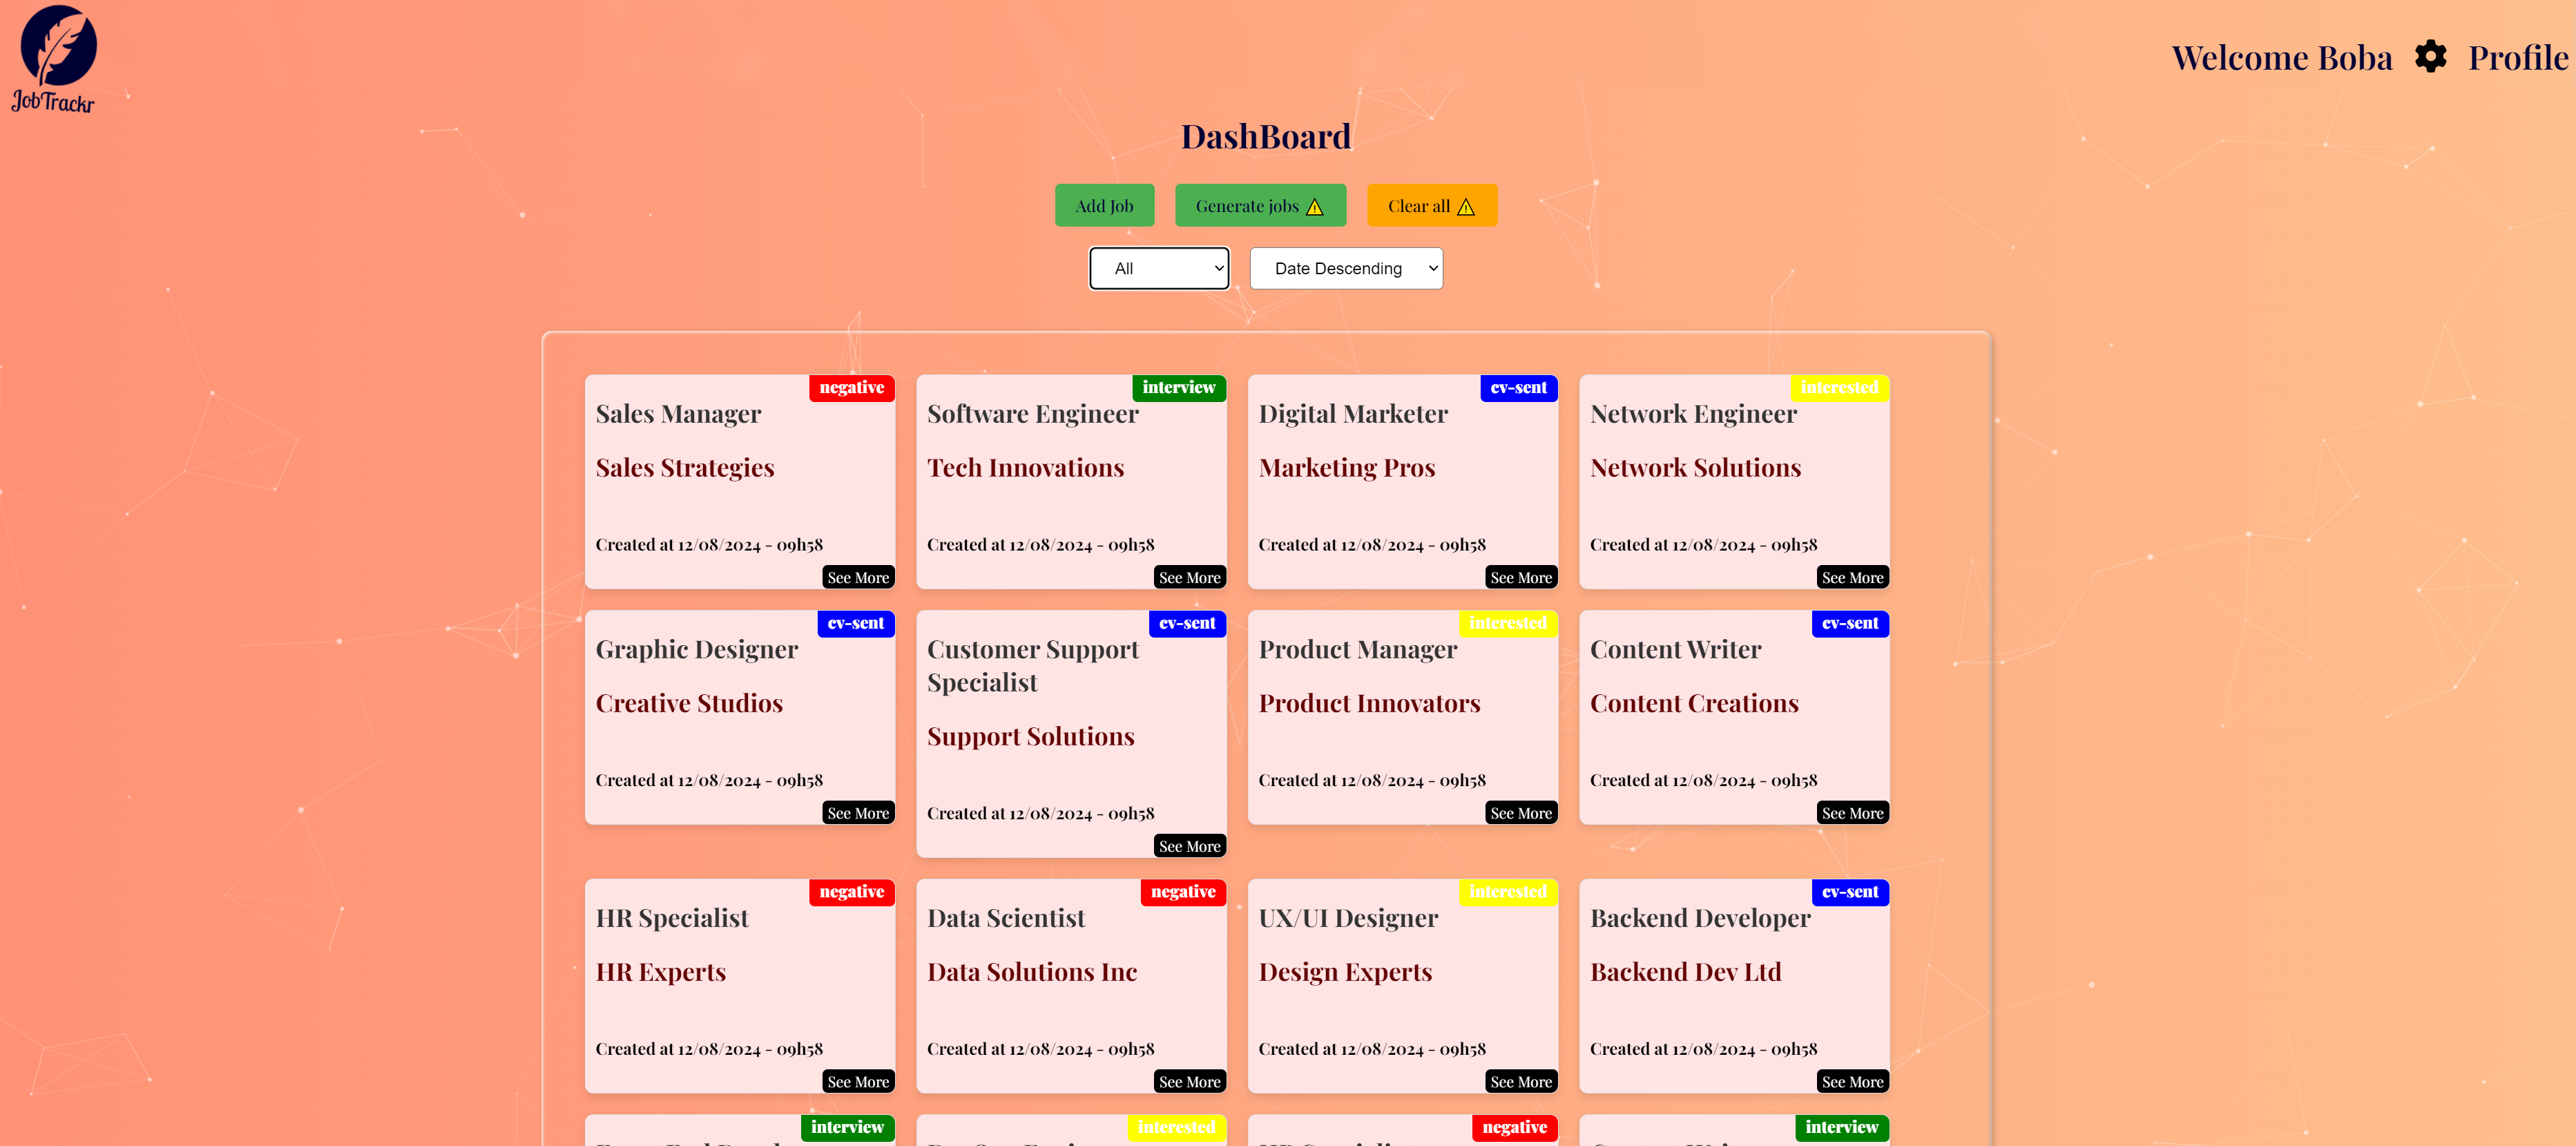 JobTrackr
Welcome Boba
Profile
DashBoard
Add Job
Generate jobs
Clear all
All
Date Descending
negative
Sales Manager
Sales Strategies
Created at 12/08/2024 - 09h58
See More
interview
Software Engineer
Tech Innovations
Created at 12/08/2024 - 09h58
See More
cv-sent
Digital Marketer
Marketing Pros
Created at 12/08/2024 - 09h58
See More
interested
Network Engineer
Network Solutions
Created at 12/08/2024 - 09h58
See More
cv-sent
Graphic Designer
Creative Studios
Created at 12/08/2024 - 09h58
See More
cv-sent
Customer Support
Specialist
Support Solutions
Created at 12/08/2024 - 09h58
See More
interested
Product Manager
Product Innovators
Created at 12/08/2024 - 09h58
See More
cv-sent
Content Writer
Content Creations
Created at 12/08/2024 - 09h58
See More
negative
HR Specialist
HR Experts
Created at 12/08/2024 - 09h58
See More
negative
Data Scientist
Data Solutions Inc
Created at 12/08/2024 - 09h58
See More
interested
UX/UI Designer
Design Experts
Created at 12/08/2024 - 09h58
See More
cv-sent
Backend Developer
Backend Dev Ltd
Created at 12/08/2024 - 09h58
See More
interview
interested
negative
interview